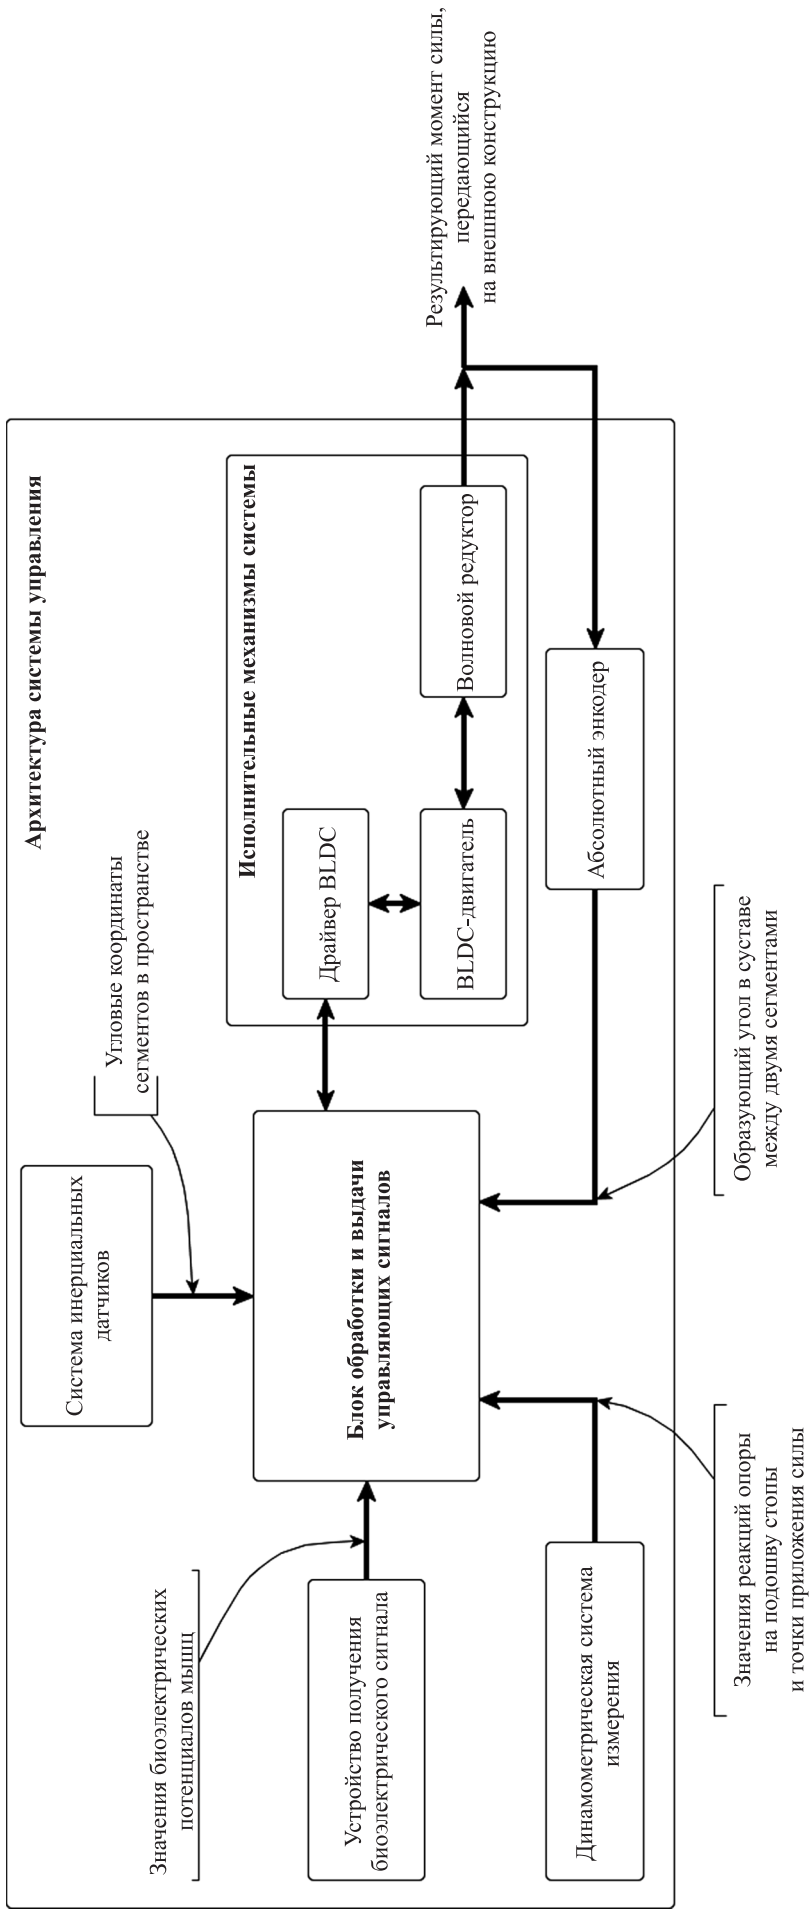 Архитектура системы управления
Система инерциальных
датчиков
Угловые координаты
сегментов в пространстве
Значения биоэлектрических
потенциалов мышц
Устройство получения
биоэлектрического сигнала
Блок обработки и выдачи
управляющих сигналов
Исполнительные механизмы системы
Драйвер BLDC
BLDC-двигатель
Волновой редуктор
Результирующий момент силы,
передающийся
на внешнюю конструкцию
Динамометрическая система
измерения
Абсолютный энкодер
Значения реакций опоры
на подошву стопы
и точки приложения силы
Образующий угол в суставе
между двумя сегментами